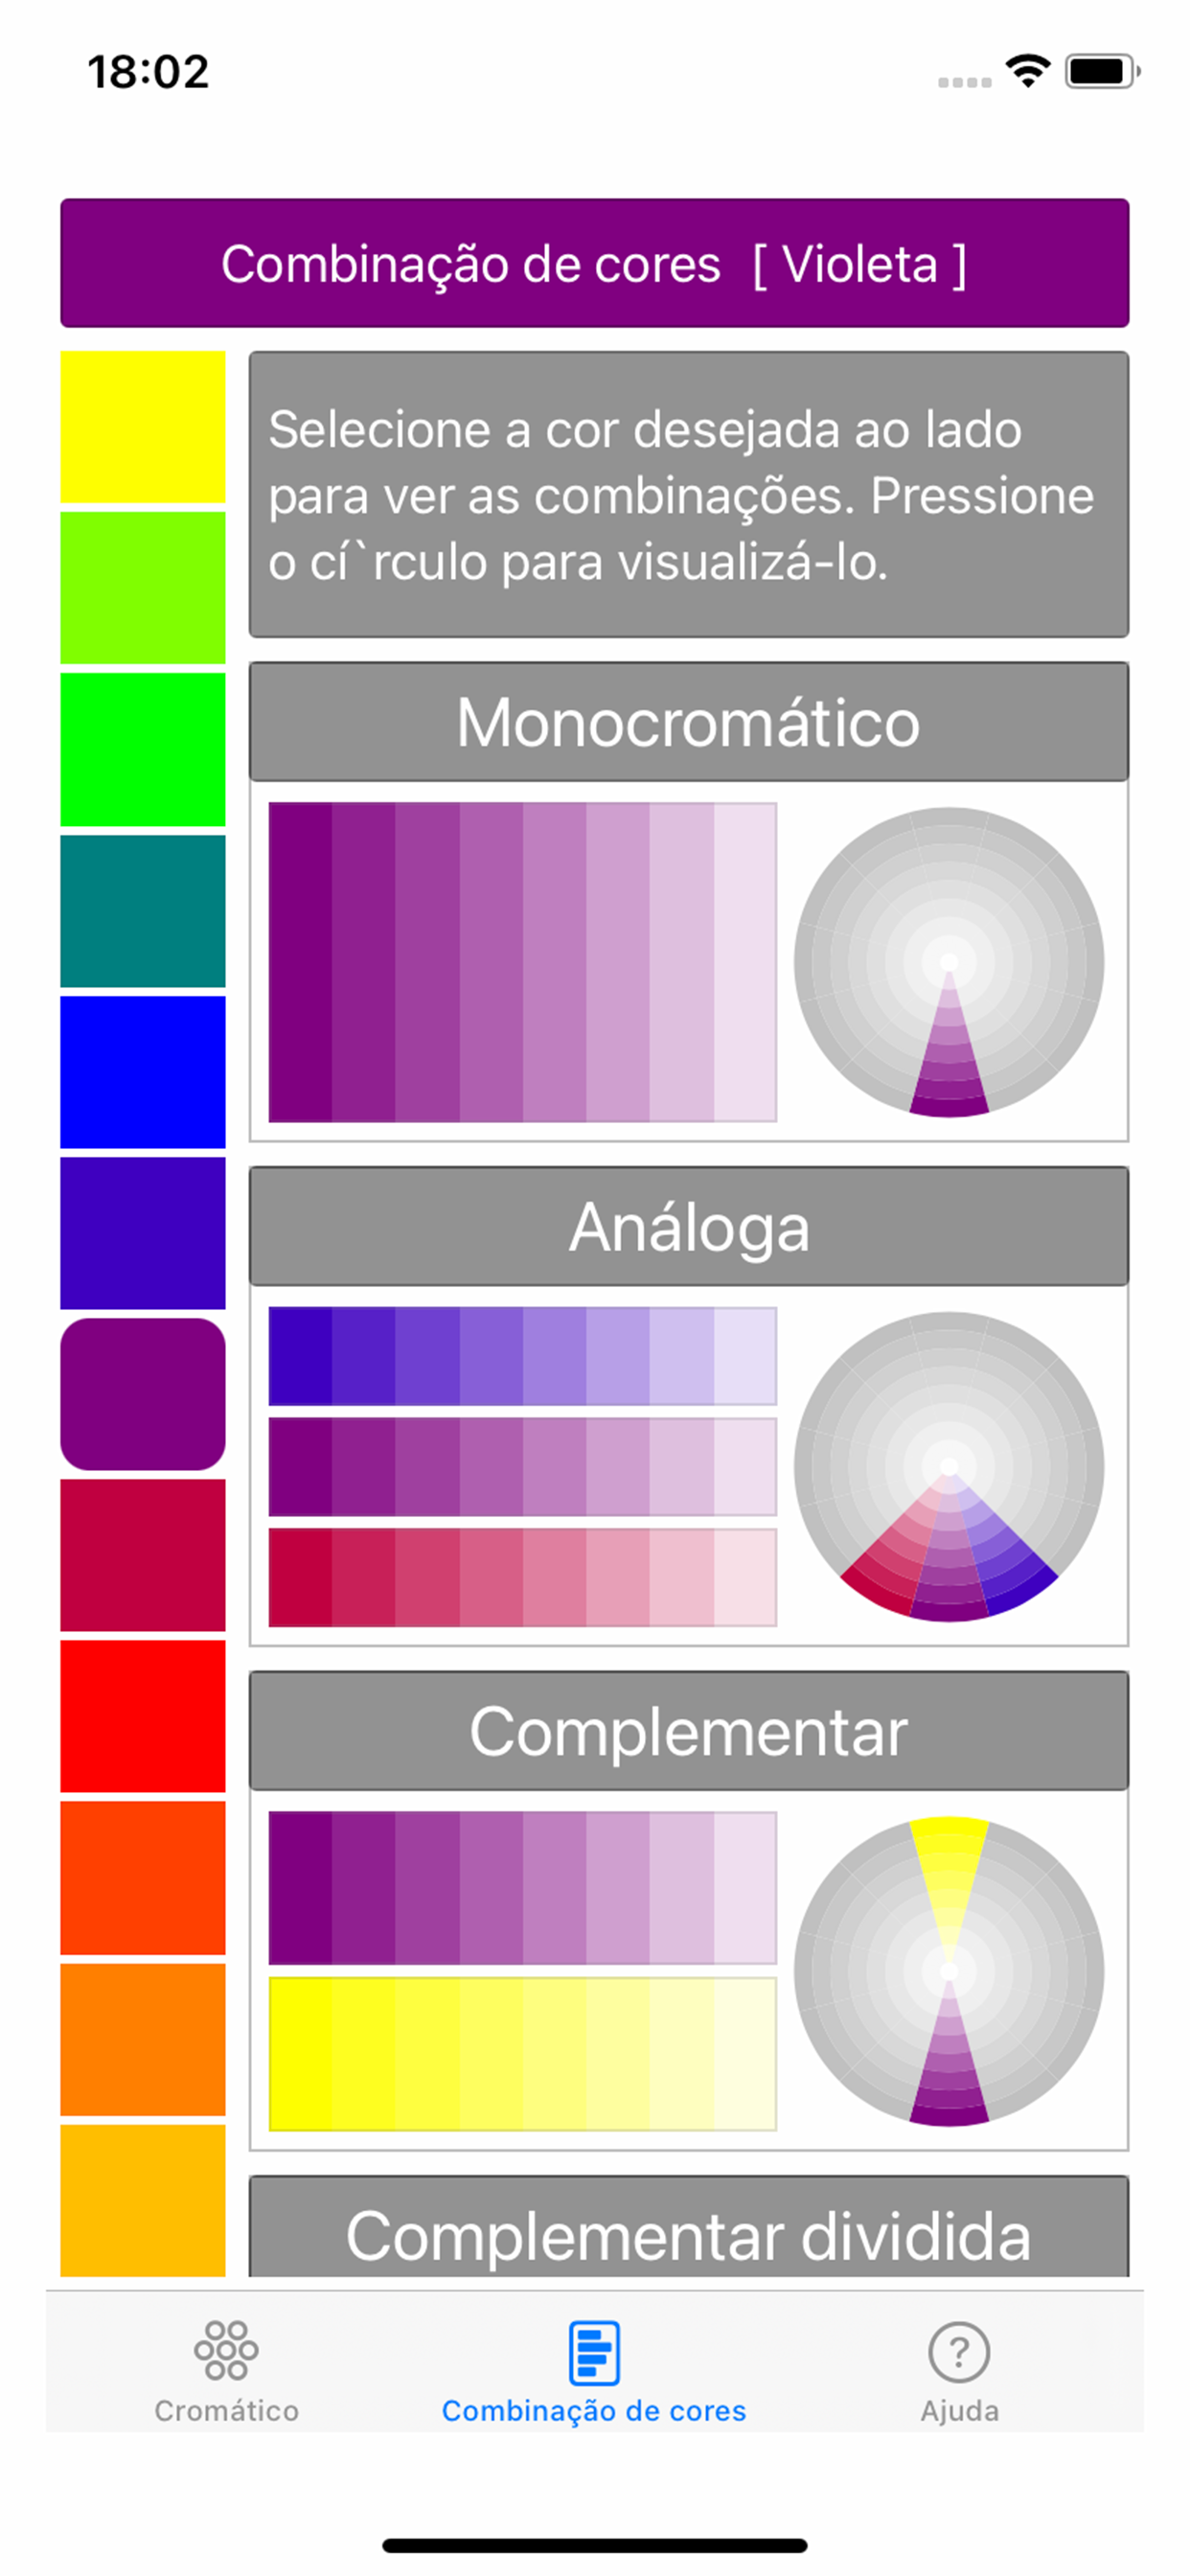 18:02
Combinação de cores [ Violeta ]
Selecione a cor desejada ao lado
para ver as combinações. Pressione
o cí`rculo para visualizá-lo.
Monocromático
Análoga
Complementar
Complementar dividida
Cromático
Combinação de cores
Ajuda